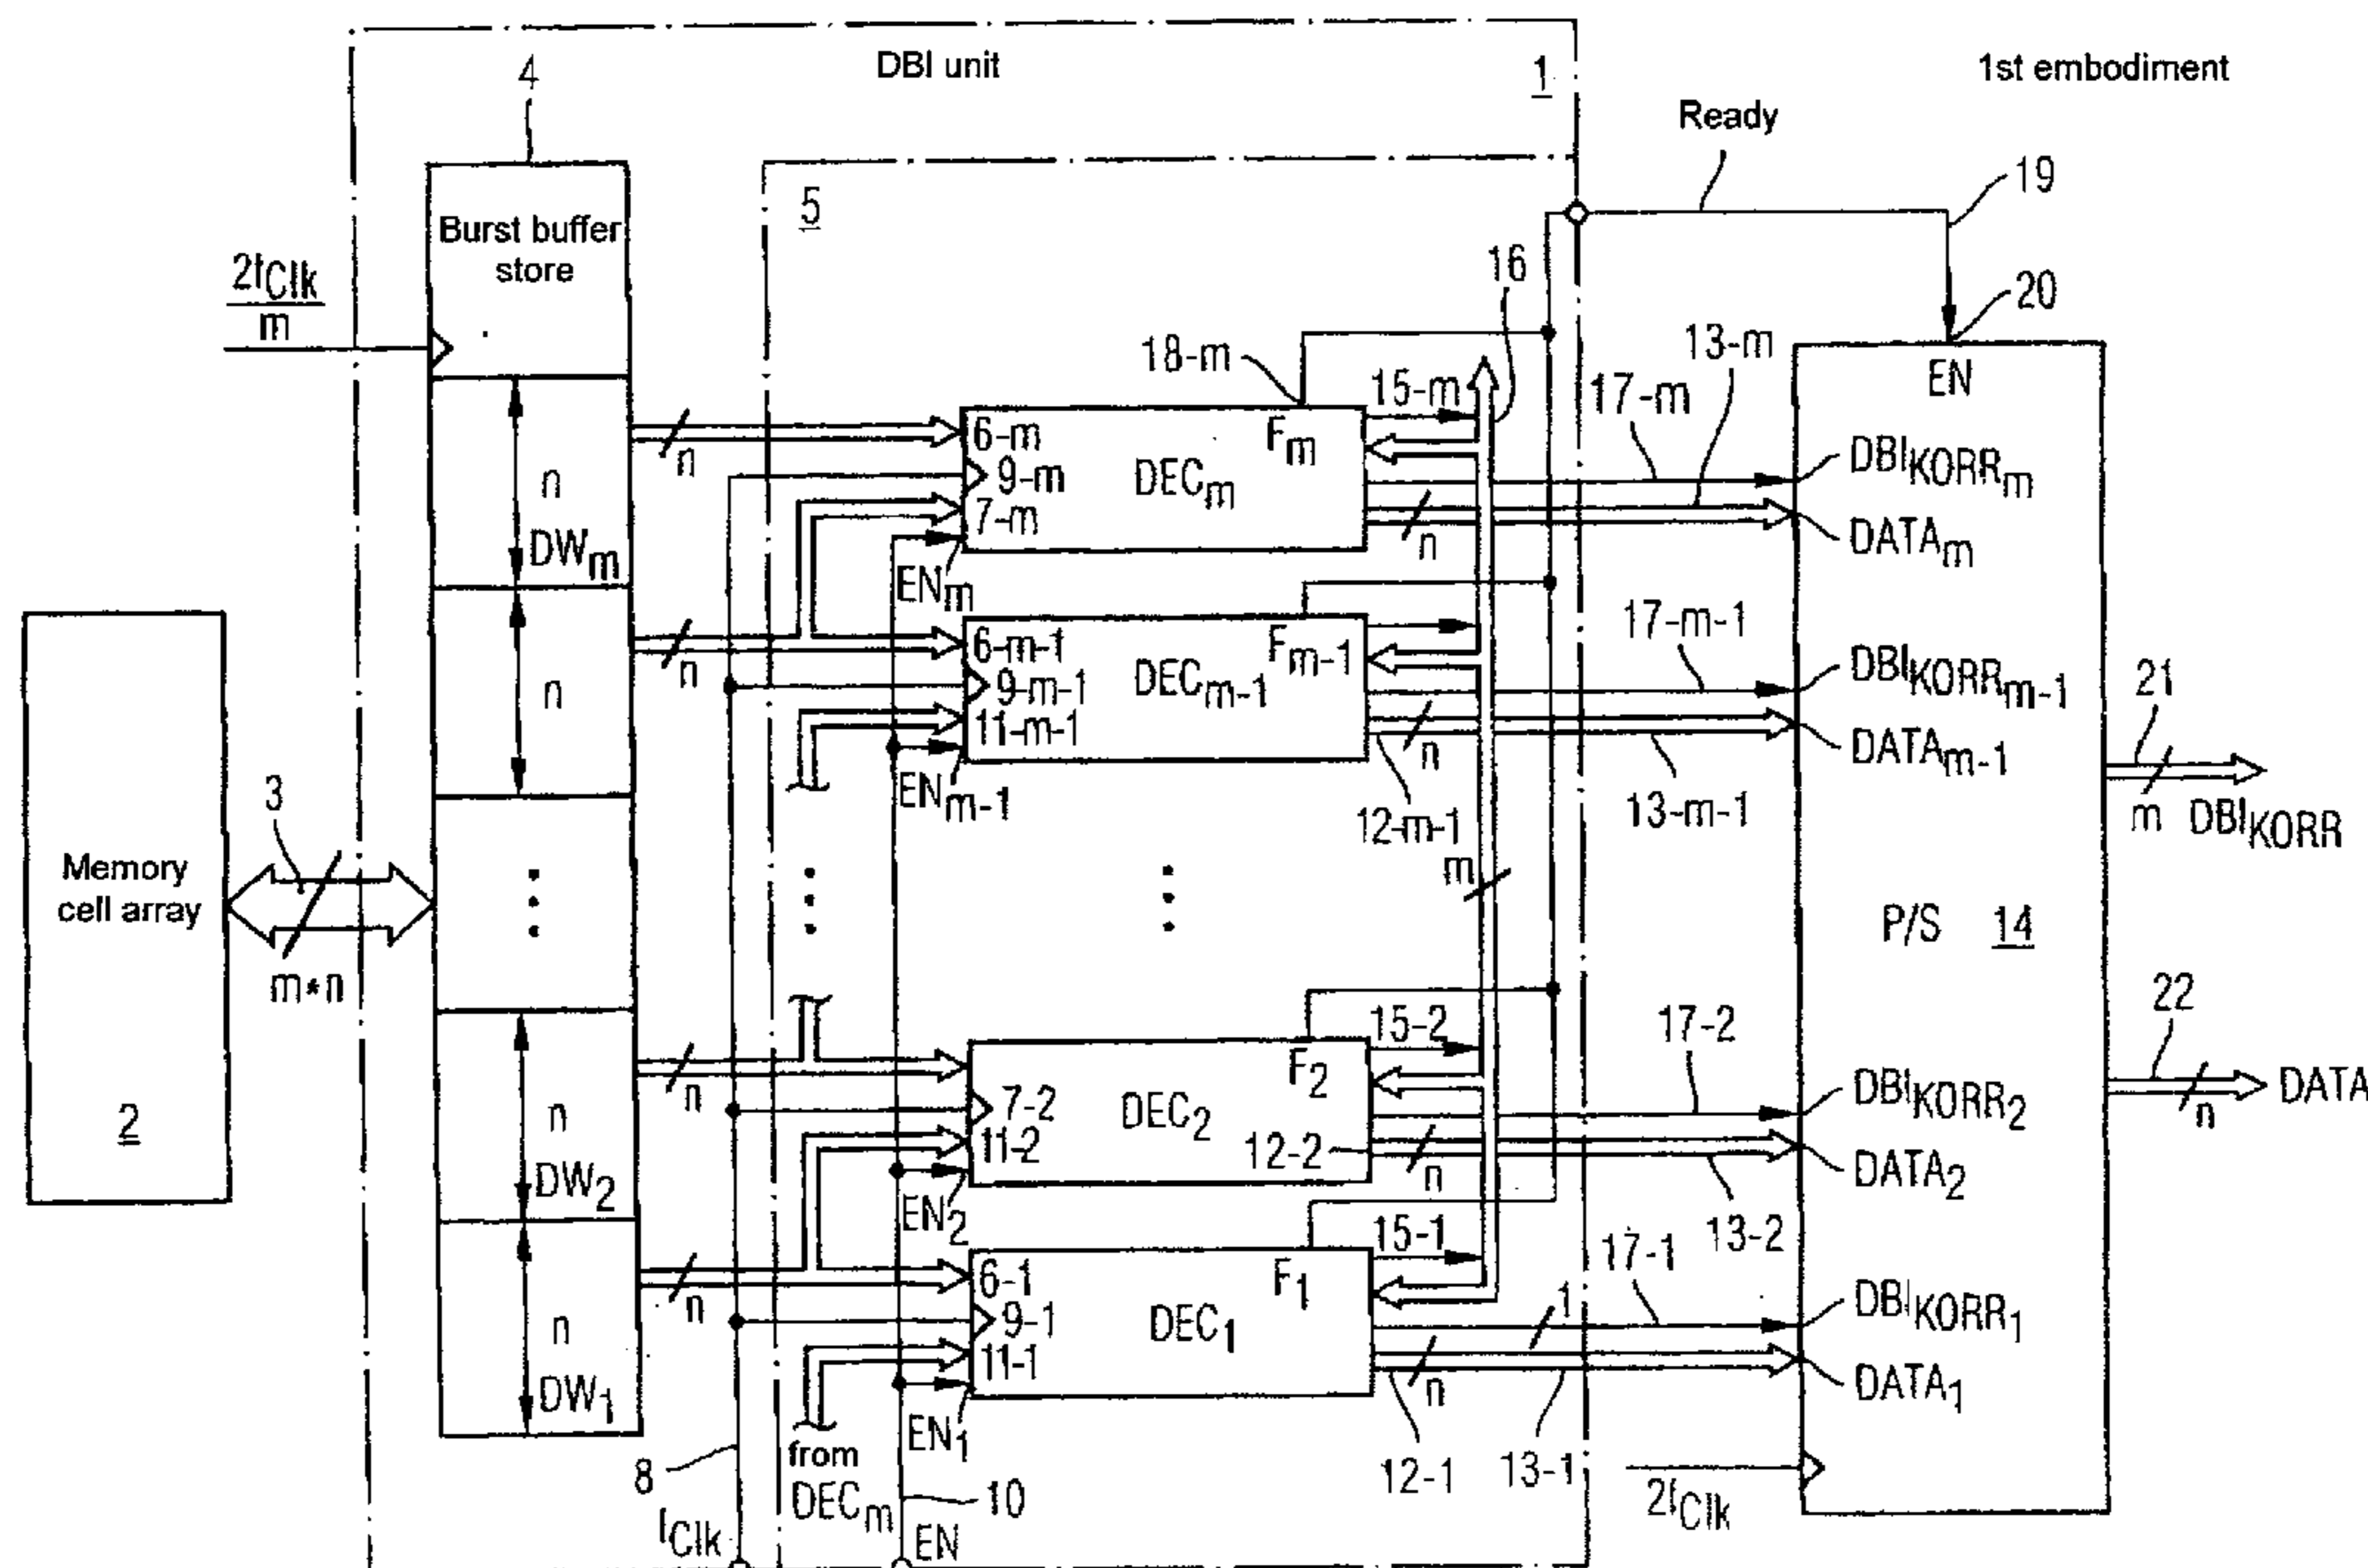 DBI unit
1
1st embodiment
4
Ready
5
19
Burst buffer
store
16
2fClk
m
20
18-m
13-m
EN
15-m
17-m
6-m
Fm
DBIKORRm
n
9-m
DECm
n
7-m
n
DATAm
DWm
ENm
17-m-1
6-m-1
Fm-1
DBIKORRm-1
n
9-m-1
DECm-1
21
n
11-m-1
n
DATAm-1
ENm-1
3
12-m-1
13-m-1
m DBIKORR
Memory
cell array
m
m*n
P/S 14
22
15-2
17-2
F2
2
n
7-2
DEC2
DBIKORR2
DATA
n
11-2
12-2
n
n
DW2
EN2
DATA2
13-2
15-1
17-1
6-1
F1
n
n
9-1
DEC1
1
DBIKORR1
11-1
DW1
n
DATA1
EN1
from
DECm
8
10
12-1
13-1
fClk
EN
2fClk